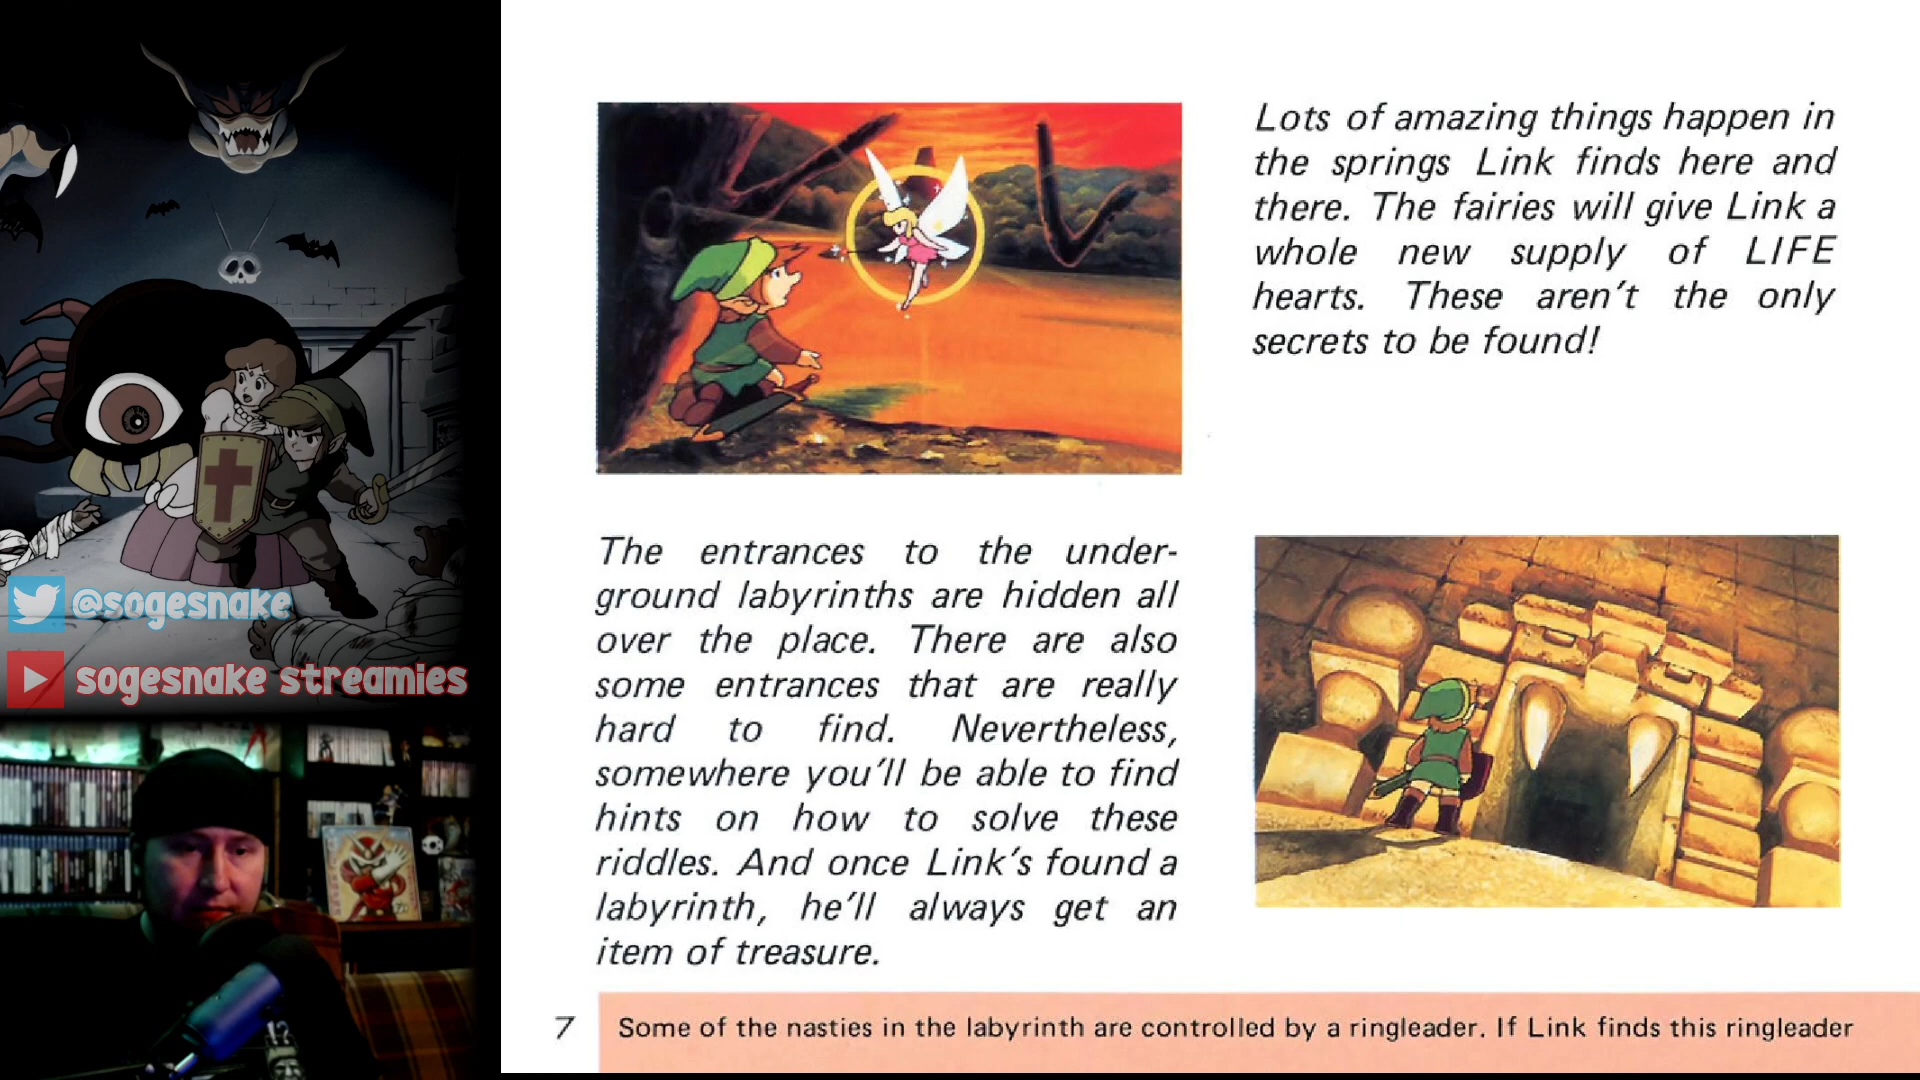 @sogesnake
sogesnake streamies
Lots of amazing things happen in
the springs Link finds here and
there. The fairies will give Link a
whole new supply of LIFE
hearts. These aren't the only
secrets to be found!
The entrances to the under-
ground labyrinths are hidden all
over the place. There are also
some entrances that are really
hard to find. Nevertheless,
somewhere you'll be able to find
hints on how to solve these
riddles. And once Link's found a
labyrinth, he'll always get an
item of treasure.
7
Some of the nasties in the labyrinth are controlled by a ringleader. If Link finds this ringleader